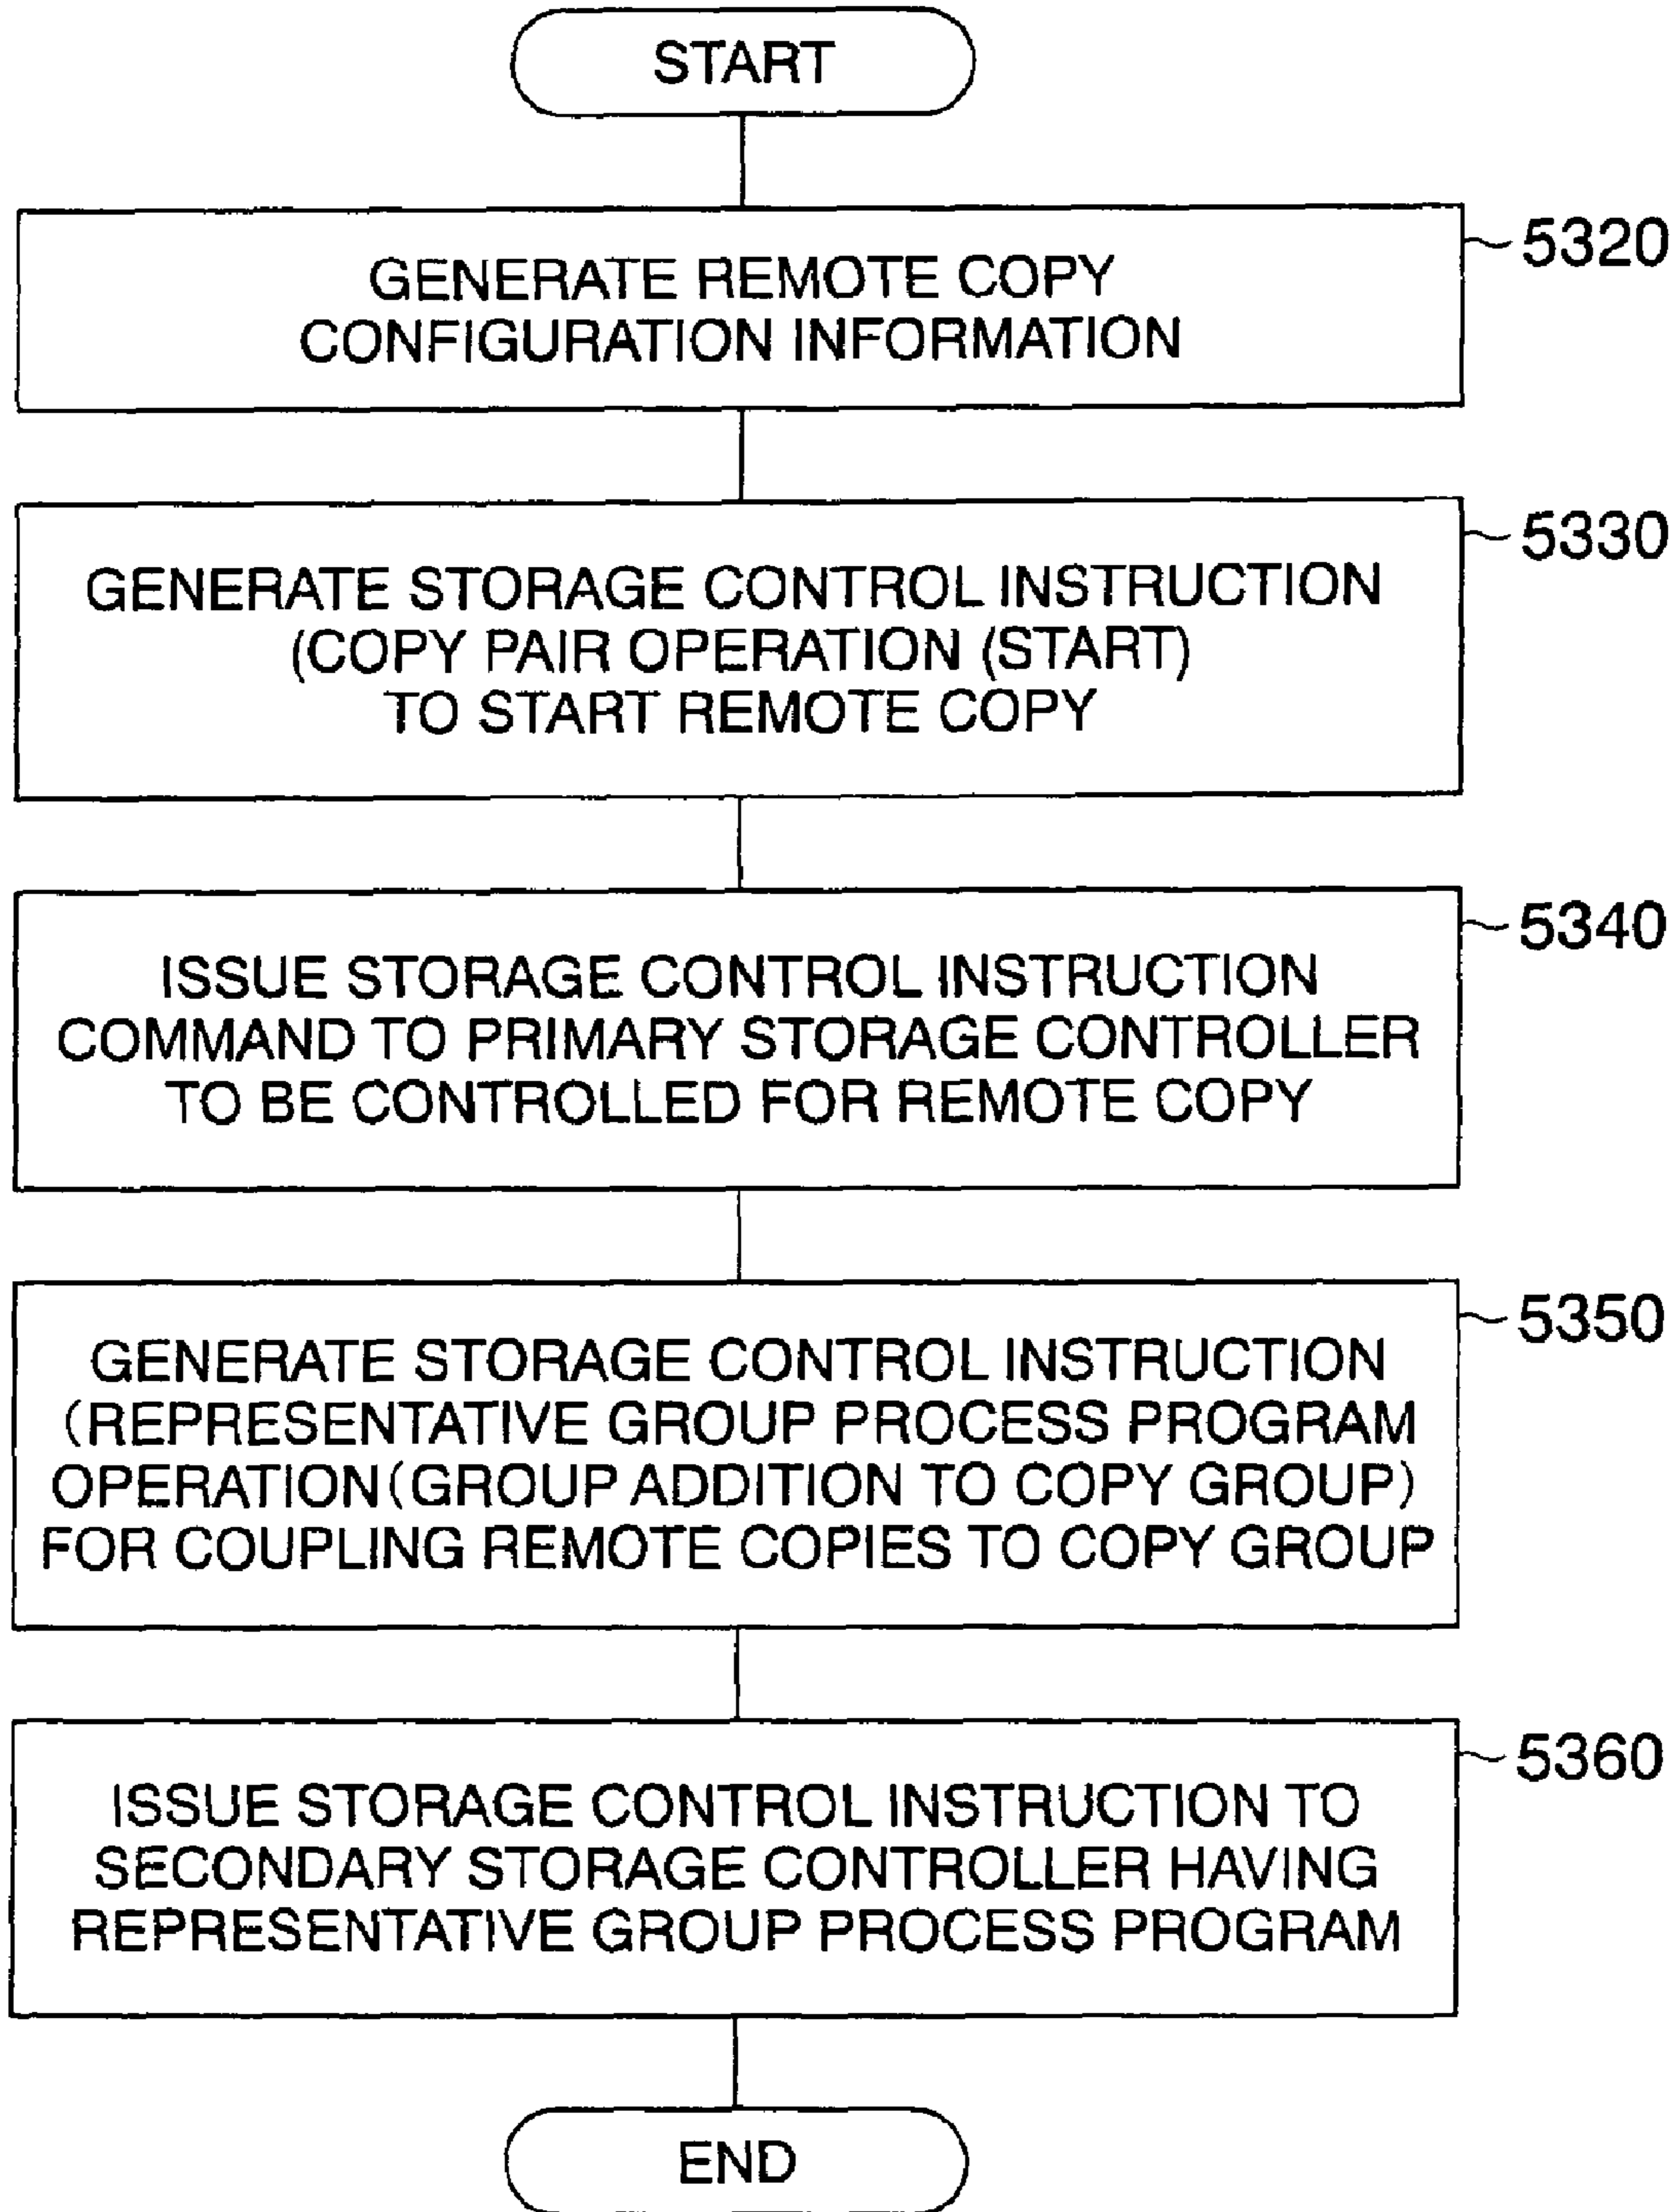 START
5320
GENERATE REMOTE COPY
CONFIGURATION INFORMATION
5330
GENERATE STORAGE CONTROL INSTRUCTION
(COPY PAIR OPERATION (START)
TO START REMOTE COPY
5340
ISSUE STORAGE CONTROL INSTRUCTION
COMMAND TO PRIMARY STORAGE CONTROLLER
TO BE CONTROLLED FOR REMOTE COPY
5350
GENERATE STORAGE CONTROL INSTRUCTION
(REPRESENTATIVE GROUP PROCESS PROGRAM
OPERATION(GROUP ADDITION TO COPY GROUP)
FOR COUPLING REMOTE COPIES TO COPY GROUP
5360
ISSUE STORAGE CONTROL INSTRUCTION TO
SECONDARY STORAGE CONTROLLER HAVING
REPRESENTATIVE GROUP PROCESS PROGRAM
END